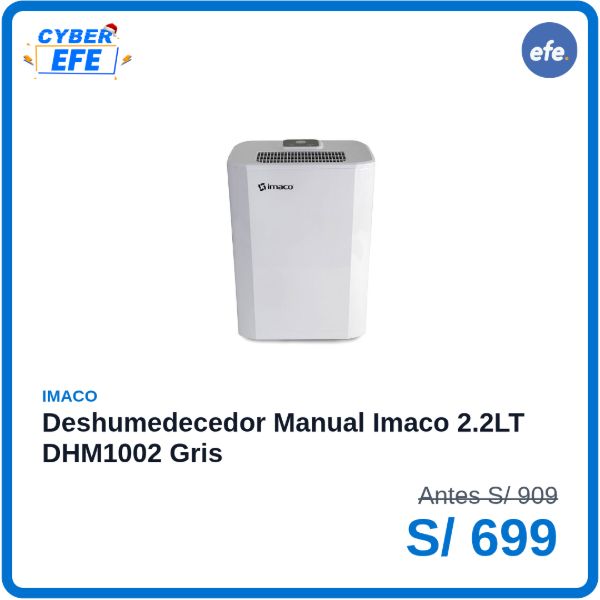 CYBER
EFE
efe.
imaco
IMACO
Deshumedecedor Manual Imaco 2.2LT
DHM1002 Gris
Antes S/ 909
S/ 699